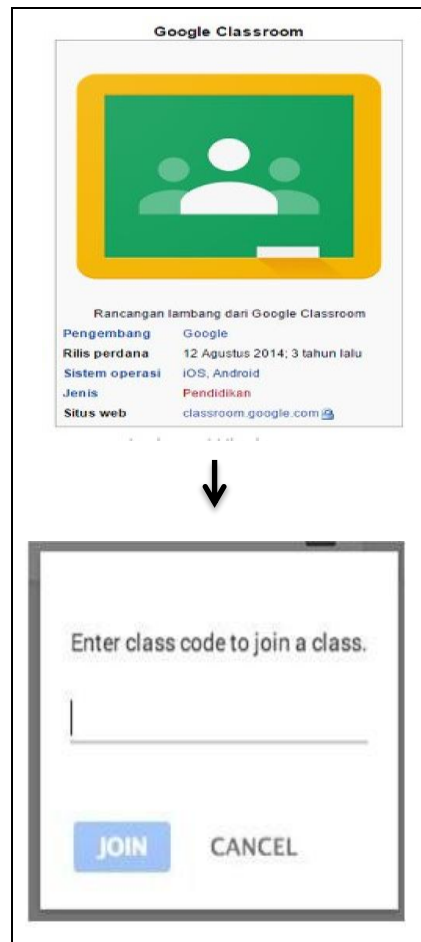 Google Classroom
Rancangan lambang dari Google Classroom
Pengembang Google
Rilis perdana 12 Agustus 2014; 3 tahun lalu
Sistem operasi iOS, Android
Jenis Pendidikan
Situs web classroom.google.com
Enter class code to join a class.
JOIN CANCEL